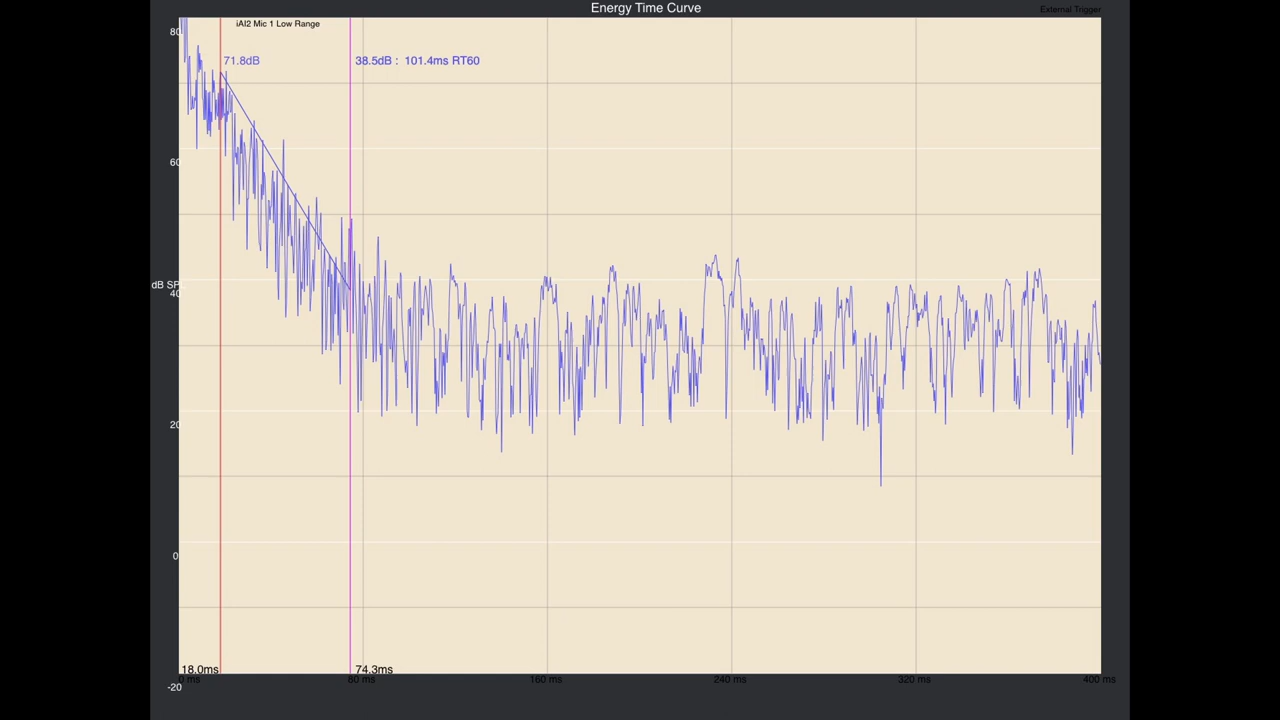 Energy Time Curve
External Trigger
iAI2 Mic 1 Low Range
80
71.8dB
38.5dB : 101.4ms RT60
60
dB SP
40
20
0
18.0ms
74.3ms
0 ms
80 ms
160 ms
240 ms
320 ms
400 ms
-20